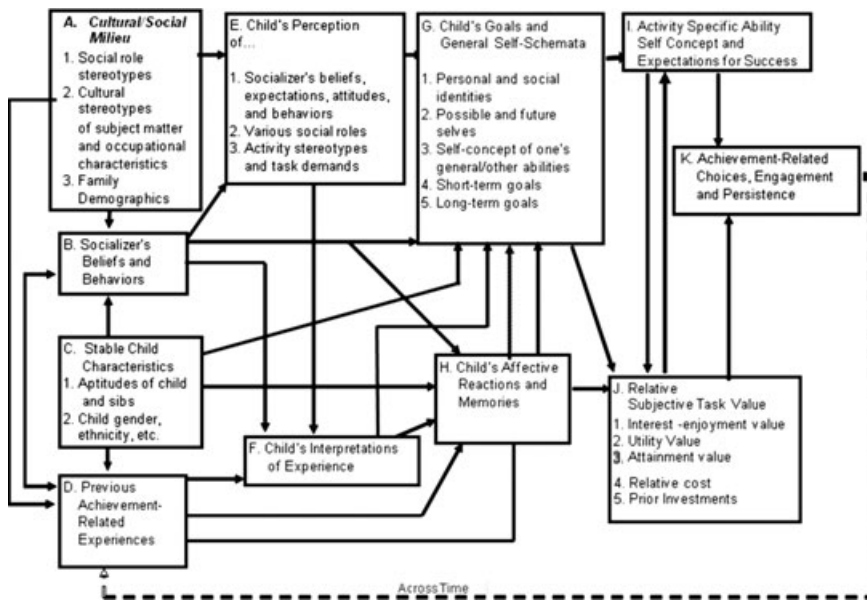 A. Cultural/Social
Milieu
1. Social role
stereotypes
2. Cultural
stereotypes
of subject matter
and occupational
characteristics
3. Family
Demographics
B. Socializer's
Beliefs and
Behaviors
C. Stable Child
Characteristics
1. Aptitudes of child
and sibs
2. Child gender,
ethnicity, etc.
D. Previous
Achievement-
Related
Experiences
E. Child's Perception
of...
1. Socializer's beliefs,
expectations, attitudes,
and behaviors
2. Various social roles
3. Activity stereotypes
and task demands
F. Child's Interpretations
of Experience
G. Child's Goals and
General Self-Schemata
1. Personal and social
identities
2. Possible and future
selves
3. Self-concept of one's
general/other abilities
4. Short-term goals
5. Long-term goals
H. Child's Affective
Reactions and
Memories
I. Activity Specific Ability
Self Concept and
Expectations for Success
J. Relative
Subjective Task Value
1. Interest -enjoyment value
2. Utility Value
3. Attainment value
4. Relative cost
5. Prior Investments
K. Achievement-Related
Choices, Engagement
and Persistence
Across Time